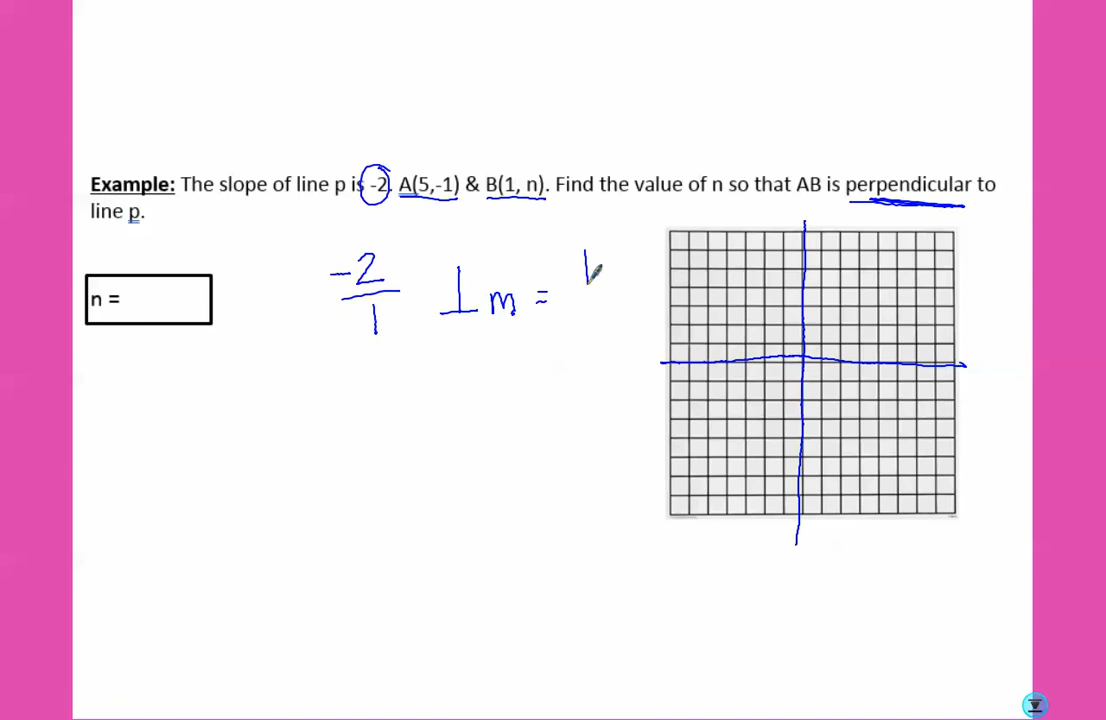 Example: The slope of line p is -2. A(5,-1) & B(1, n). Find the value of n so that AB is perpendicular to
line p.
n =
-2
1
⊥ m = 1